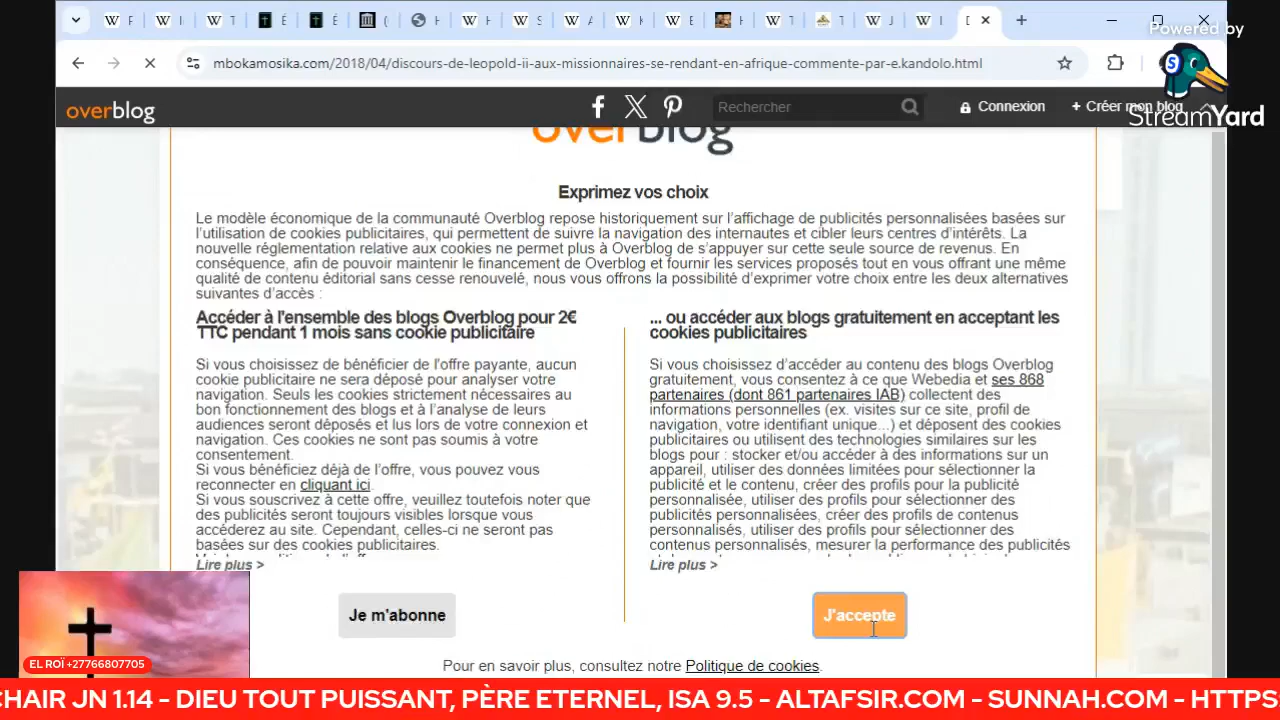 Powered by
StreamYard
mbokamosika.com/2018/04/discours-de-leopold-ii-aux-missionnaires-se-rendant-en-afrique-commente-par-e.kandolo.html
overblog
Rechercher
Connexion
+ Créer mon blog
overblog
Exprimez vos choix
Le modèle économique de la communauté Overblog repose historiquement sur l'affichage de publicités personnalisées basées sur
l'utilisation de cookies publicitaires, qui permettent de suivre la navigation des internautes et cibler leurs centres d'intérêts. La
nouvelle réglementation relative aux cookies ne permet plus à Overblog de s'appuyer sur cette seule source de revenus. En
conséquence, afin de pouvoir maintenir le financement de Overblog et fournir les services proposés tout en vous offrant une même
qualité de contenu éditorial sans cesse renouvelé, nous vous offrons la possibilité d'exprimer votre choix entre les deux alternatives
suivantes d'accès :
Accéder à l'ensemble des blogs Overblog pour 2€
TTC pendant 1 mois sans cookie publicitaire
Si vous choisissez de bénéficier de l'offre payante, aucun
cookie publicitaire ne sera déposé pour analyser votre
navigation. Seuls les cookies strictement nécessaires au
bon fonctionnement des blogs et à l'analyse de leurs
audiences seront déposés et lus lors de votre connexion et
navigation. Ces cookies ne sont pas soumis à votre
consentement.
Si vous bénéficiez déjà de l'offre, vous pouvez vous
reconnecter en cliquant ici.
Si vous souscrivez à cette offre, veuillez toutefois noter que
des publicités seront toujours visibles lorsque vous
accéderez au site. Cependant, celles-ci ne seront pas
basées sur des cookies publicitaires.
Lire plus >
Je m'abonne
... ou accéder aux blogs gratuitement en acceptant les
cookies publicitaires
Si vous choisissez d'accéder au contenu des blogs Overblog
gratuitement, vous consentez à ce que Webedia et ses 868
partenaires (dont 861 partenaires IAB) collectent des
informations personnelles (ex. visites sur ce site, profil de
navigation, votre identifiant unique...) et déposent des cookies
publicitaires ou utilisent des technologies similaires sur les
blogs pour : stocker et/ou accéder à des informations sur un
appareil, utiliser des données limitées pour sélectionner la
publicité et le contenu, créer des profils pour la publicité
personnalisée, utiliser des profils pour sélectionner des
publicités personnalisées, créer des profils de contenus
personnalisés, utiliser des profils pour sélectionner des
contenus personnalisés, mesurer la performance des publicités
Lire plus >
J'accepte
Pour en savoir plus, consultez notre Politique de cookies.
EL ROÏ +27766807705
CHAIR JN 1.14 - DIEU TOUT PUISSANT, PÈRE ETERNEL, ISA 9.5 - ALTAFSIR.COM - SUNNAH.COM - HTTPS: